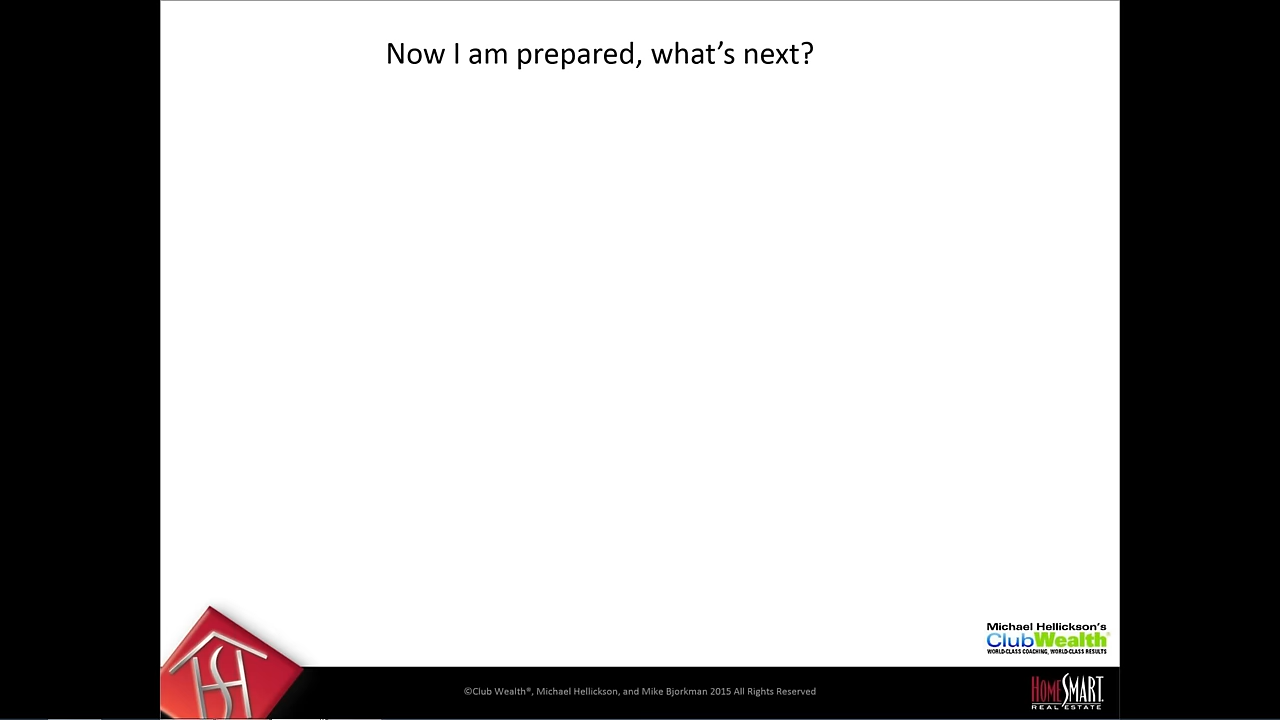 Now I am prepared, what’s next?
Michael Hellickson's
ClubWealth®
WORLD-CLASS COACHING, WORLD-CLASS RESULTS
©Club Wealth®, Michael Hellickson, and Mike Bjorkman 2015 All Rights Reserved
HOMESMART
REAL ESTATE